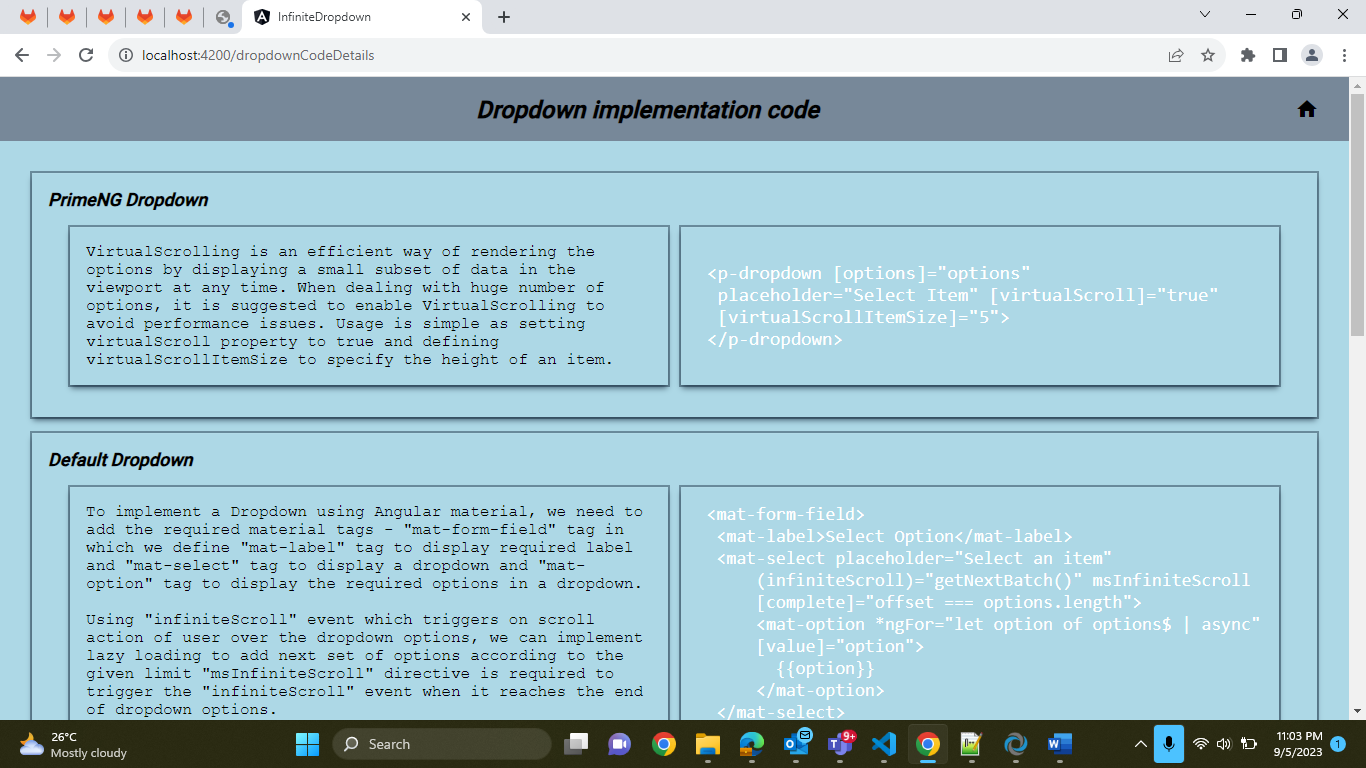 InfiniteDropdown
localhost:4200/dropdownCodeDetails
Dropdown implementation code
PrimeNG Dropdown
VirtualScrolling is an efficient way of rendering the
options by displaying a small subset of data in the
viewport at any time. When dealing with huge number of
options, it is suggested to enable VirtualScrolling to
avoid performance issues. Usage is simple as setting
virtualScroll property to true and defining
virtualScrollItemSize to specify the height of an item.
<p-dropdown [options]="options"
placeholder="Select Item" [virtualScroll]="true"
[virtualScrollItemSize]="5">
</p-dropdown>
Default Dropdown
To implement a Dropdown using Angular material, we need to
add the required material tags - "mat-form-field" tag in
which we define "mat-label" tag to display required label
and "mat-select" tag to display a dropdown and "mat-
option" tag to display the required options in a dropdown.
Using "infiniteScroll" event which triggers on scroll
action of user over the dropdown options, we can implement
lazy loading to add next set of options according to the
given limit "msInfiniteScroll" directive is required to
trigger the "infiniteScroll" event when it reaches the end
of dropdown options.
<mat-form-field>
<mat-label>Select Option</mat-label>
<mat-select placeholder="Select an item"
(infiniteScroll)="getNextBatch()" msInfiniteScroll
[complete]="offset === options.length">
<mat-option *ngFor="let option of options$ | async"
[value]="option">
{{option}}
</mat-option>
</mat-select>
26°C
Mostly cloudy
Search
9+
11:03 PM
9/5/2023
1